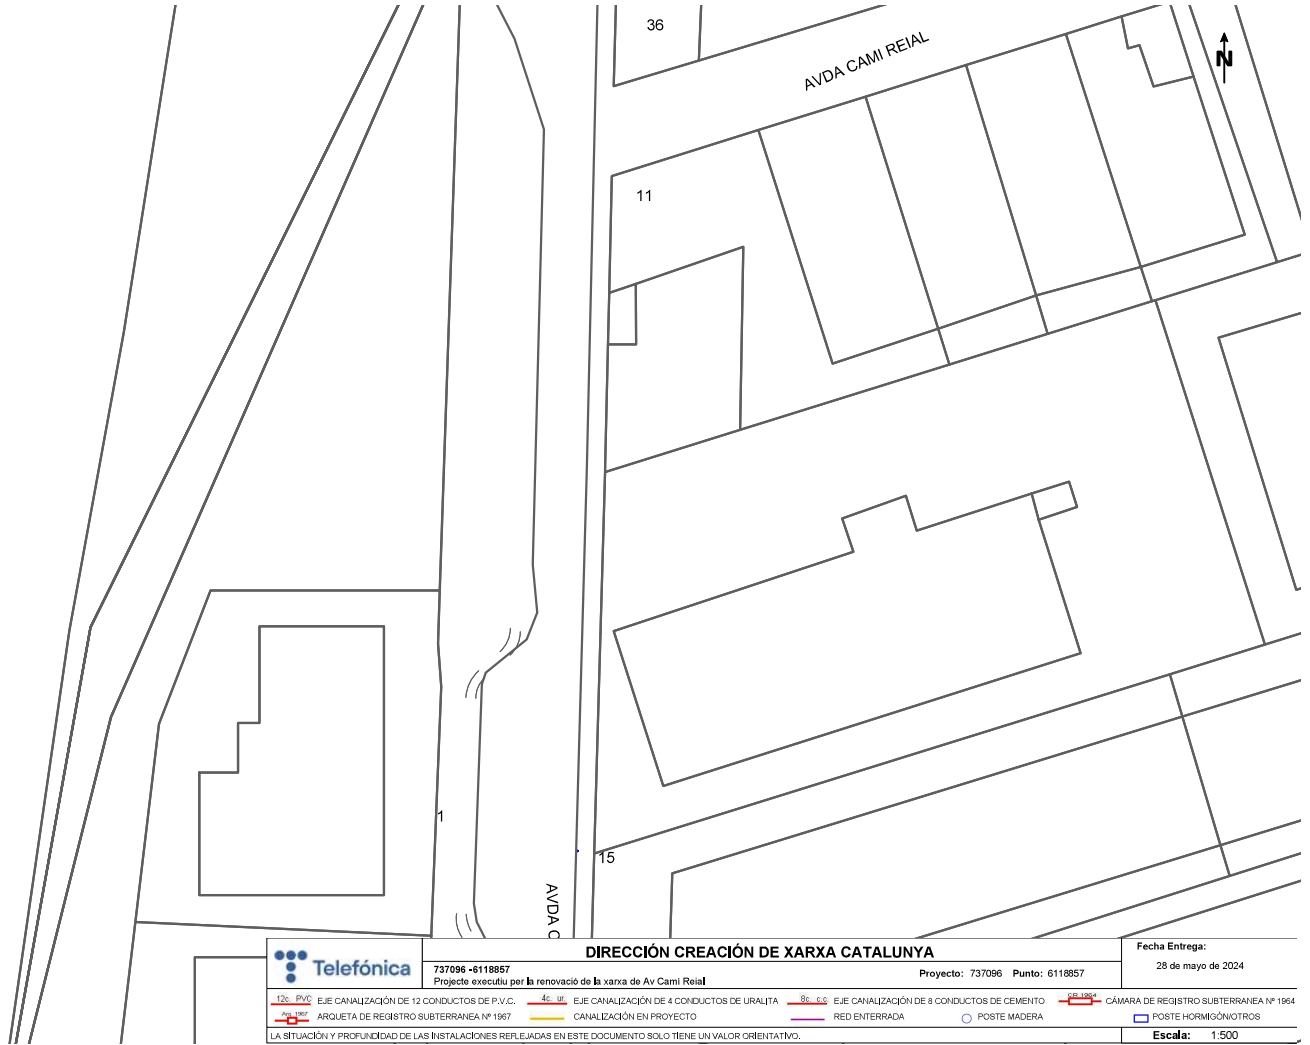 36
AVDA CAMI REIAL
N
11
1
15
AVDA C
Telefónica
DIRECCIÓN CREACIÓN DE XARXA CATALUNYA
737096 -6118857
Projecte executiu per la renovació de la xarxa de Av Cami Reial
Proyecto: 737096 Punto: 6118857
Fecha Entrega:
28 de mayo de 2024
12c. PVC EJE CANALIZACIÓN DE 12 CONDUCTOS DE P.V.C.
4c. ur. EJE CANALIZACIÓN DE 4 CONDUCTOS DE URALITA
8c. c.c. EJE CANALIZACIÓN DE 8 CONDUCTOS DE CEMENTO
CR.1964 CÁMARA DE REGISTRO SUBTERRANEA Nº 1964
Arq. 1967 ARQUETA DE REGISTRO SUBTERRANEA Nº 1967
CANALIZACIÓN EN PROYECTO
RED ENTERRADA
POSTE MADERA
POSTE HORMIGÓN/OTROS
LA SITUACIÓN Y PROFUNDIDAD DE LAS INSTALACIONES REFLEJADAS EN ESTE DOCUMENTO SOLO TIENE UN VALOR ORIENTATIVO.
Escala: 1:500